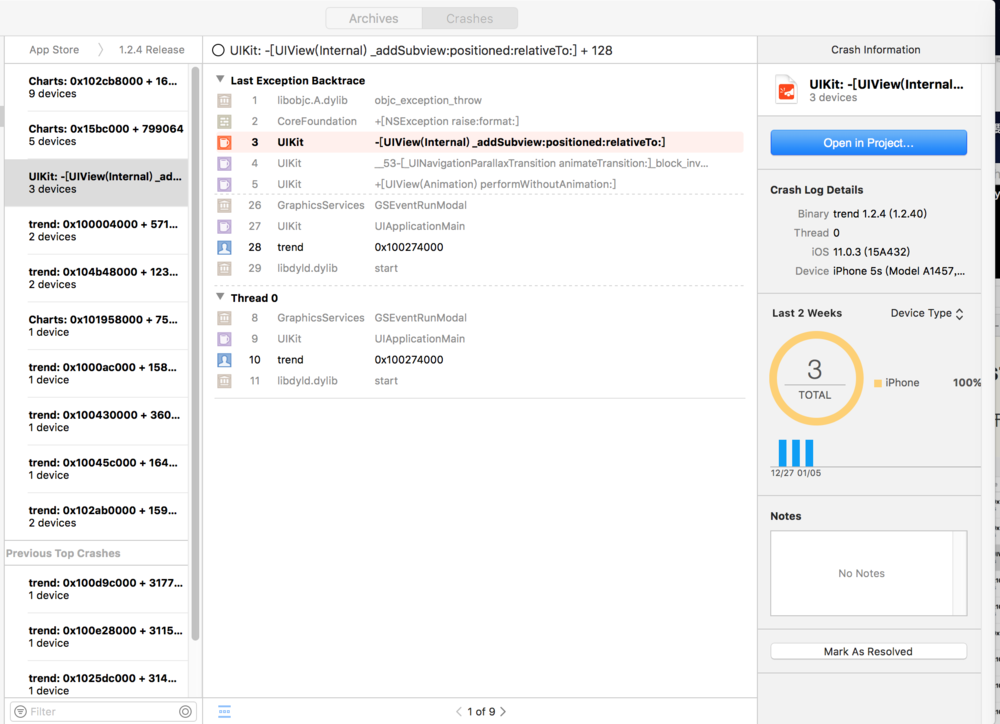 Archives
Crashes
App Store
1.2.4 Release
Charts: 0x102cb8000 + 16...
9 devices
Charts: 0x15bc000 + 799064
5 devices
UIKit: -[UIView(Internal) _ad...
3 devices
trend: 0x100004000 + 571...
2 devices
trend: 0x104b48000 + 123...
2 devices
Charts: 0x101958000 + 75...
1 device
trend: 0x1000ac000 + 158...
1 device
trend: 0x100430000 + 360...
1 device
trend: 0x10045c000 + 164...
1 device
trend: 0x102ab0000 + 159...
2 devices
Previous Top Crashes
trend: 0x100d9c000 + 3177...
1 device
trend: 0x100e28000 + 3115...
1 device
trend: 0x1025dc000 + 314...
1 device
Filter
UIKit: -[UIView(Internal) _addSubview:positioned:relativeTo:] + 128
Last Exception Backtrace
1 libobjc.A.dylib objc_exception_throw
2 CoreFoundation +[NSException raise:format:]
3 UIKit -[UIView(Internal) _addSubview:positioned:relativeTo:]
4 UIKit __53-[_UINavigationParallaxTransition animateTransition:]_block_inv...
5 UIKit +[UIView(Animation) performWithoutAnimation:]
26 GraphicsServices GSEventRunModal
27 UIKit UIApplicationMain
28 trend 0x100274000
29 libdyld.dylib start
Thread 0
8 GraphicsServices GSEventRunModal
9 UIKit UIApplicationMain
10 trend 0x100274000
11 libdyld.dylib start
1 of 9
Crash Information
UIKit: -[UIView(Internal...
3 devices
Open in Project...
Crash Log Details
Binary trend 1.2.4 (1.2.40)
Thread 0
iOS 11.0.3 (15A432)
Device iPhone 5s (Model A1457,...
Last 2 Weeks
Device Type
3
TOTAL
iPhone 100%
12/27 01/05
Notes
No Notes
Mark As Resolved